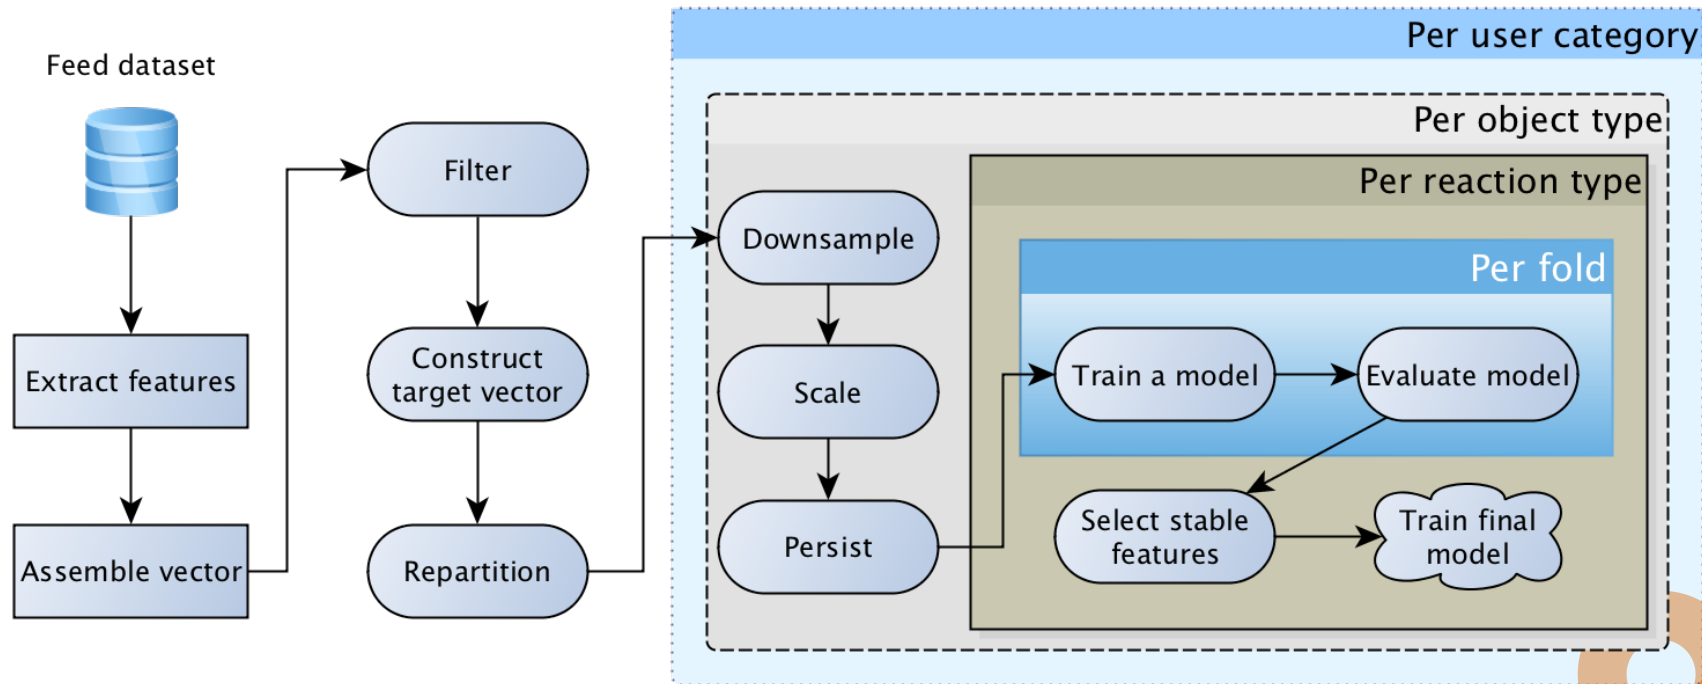 Feed dataset
Extract features
Assemble vector
Filter
Construct
target vector
Repartition
Per user category
Per object type
Downsample
Scale
Persist
Per reaction type
Per fold
Train a model
Evaluate model
Select stable
features
Train final
model